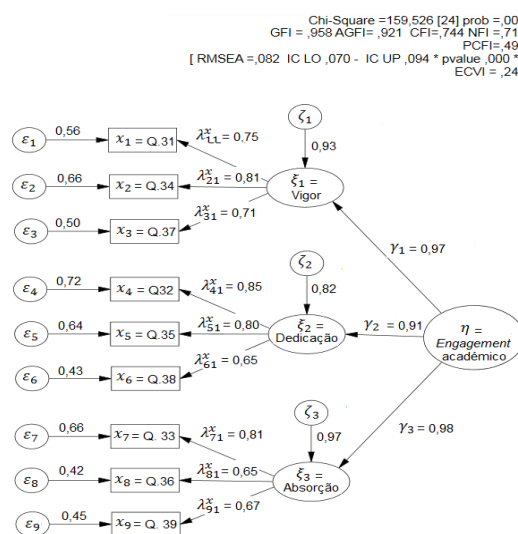 Chi-Square =159,526 [24] prob =,00
GFI = ,958 AGFI= ,921 CFI=,744 NFI =,71
PCFI=,49
[ RMSEA =,082 IC LO ,070 - IC UP ,094 * pvalue ,000 *
ECVI = ,24
ζ₁
ε₁ 0,56 x₁ = Q.31 λˣ₁₁ = 0,75 0,93
ε₂ 0,66 x₂ = Q.34 λˣ₂₁ = 0,81 ξ₁ =
Vigor
ε₃ 0,50 x₃ = Q.37 λˣ₃₁ = 0,71
γ₁ = 0,97
ζ₂
ε₄ 0,72 x₄ = Q32 λˣ₄₁ = 0,85 0,82
ε₅ 0,64 x₅ = Q.35 λˣ₅₁ = 0,80 ξ₂ =
Dedicação
γ₂ = 0,91
η =
Engagement
académico
ε₆ 0,43 x₆ = Q.38 λˣ₆₁ = 0,65
ζ₃
γ₃ = 0,98
ε₇ 0,66 x₇ = Q. 33 λˣ₇₁ = 0,81 0,97
ε₈ 0,42 x₈ = Q.36 λˣ₈₁ = 0,65 ξ₃ =
Absorção
ε₉ 0,45 x₉ = Q. 39 λˣ₉₁ = 0,67